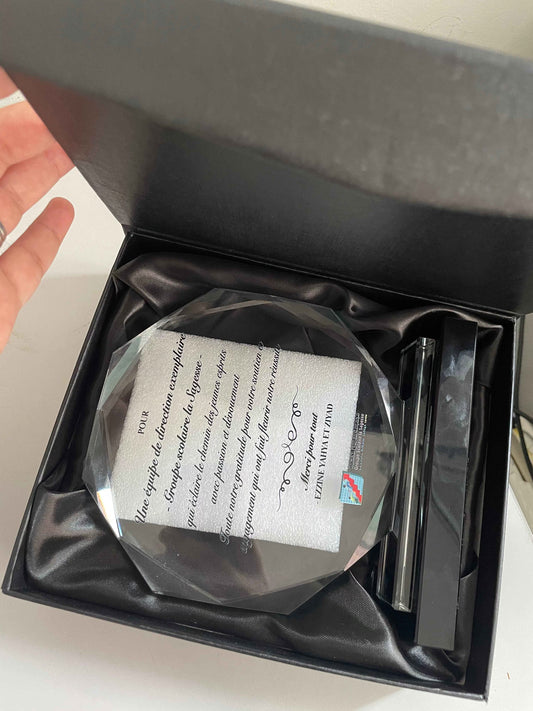 POUR
Une équipe de direction exemplaire
- Groupe scolaire la Sagesse -
qui éclaire le chemin des jeunes esprits
avec passion et dévouement
Toute notre gratitude pour votre soutien et
engagement qui ont fait fleurir notre réussite
Merci pour tout
EZZINE YAHYA ET ZIYAD